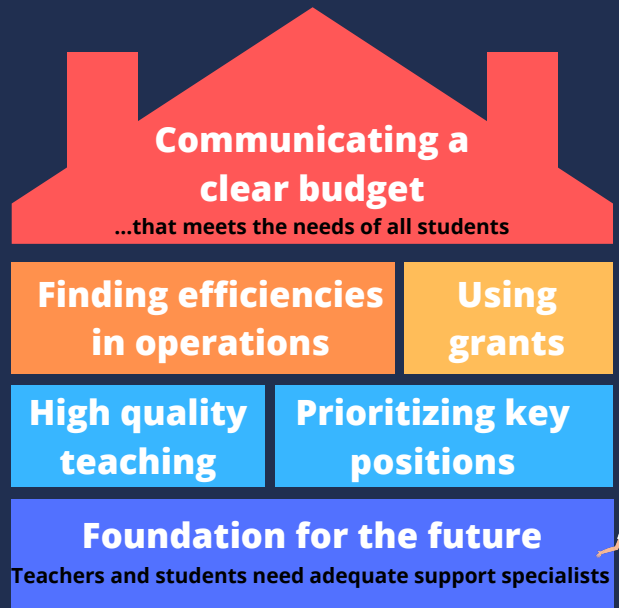 Communicating a
clear budget
...that meets the needs of all students
Finding efficiencies
in operations
Using
grants
High quality
teaching
Prioritizing key
positions
Foundation for the future
Teachers and students need adequate support specialists